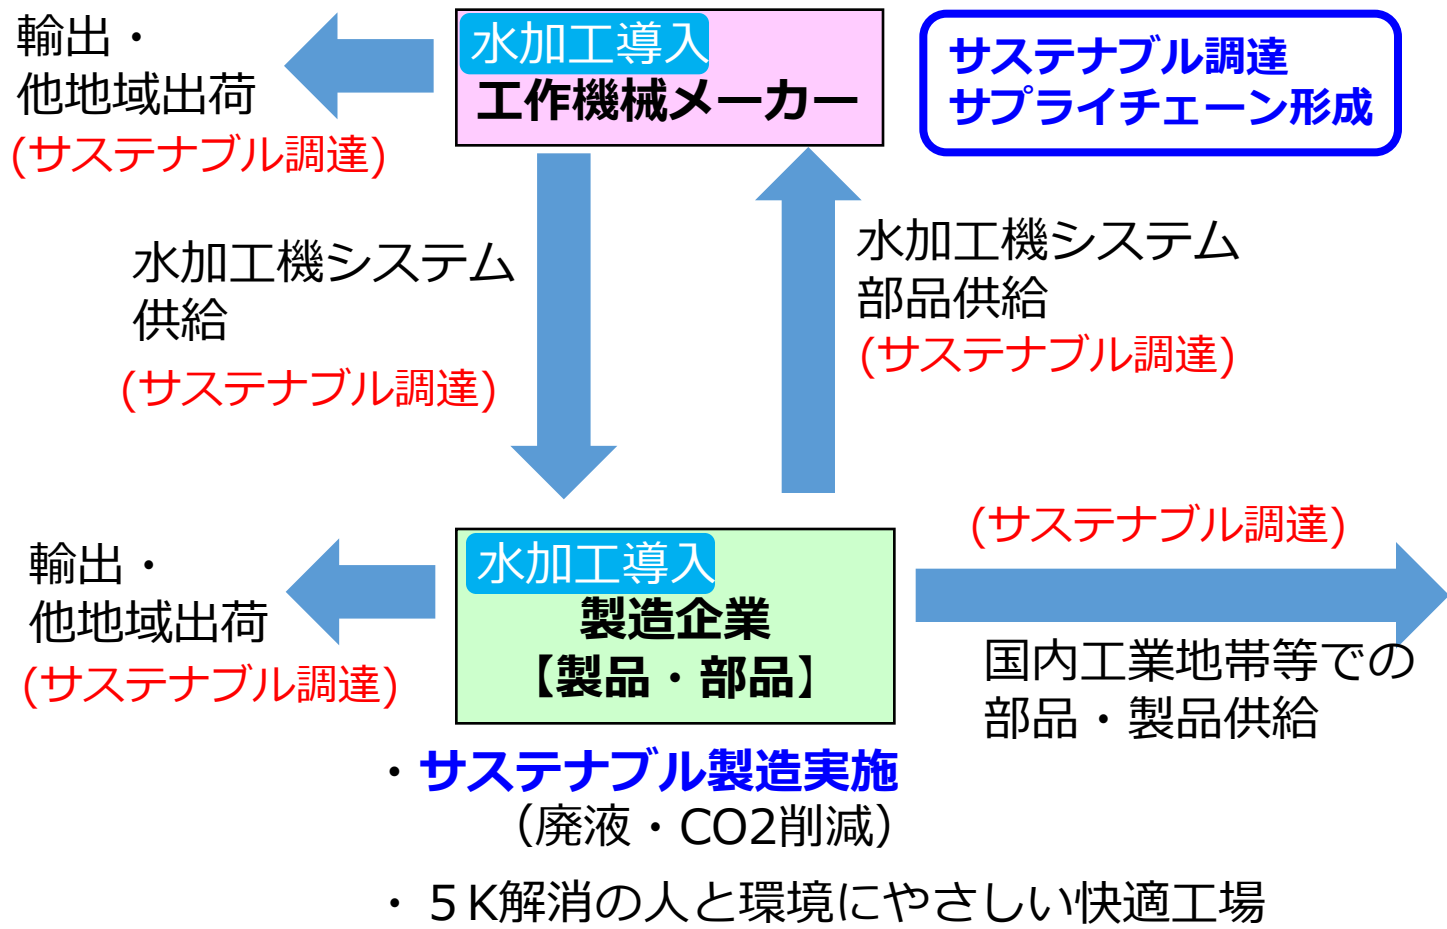 輸出・
他地域出荷
(サステナブル調達)
水加工導入
工作機械メーカー
サステナブル調達
サプライチェーン形成
水加工機システム
供給
(サステナブル調達)
水加工機システム
部品供給
(サステナブル調達)
輸出・
他地域出荷
(サステナブル調達)
水加工導入
製造企業
【製品・部品】
(サステナブル調達)
国内工業地帯等での
部品・製品供給
・サステナブル製造実施
（廃液・CO2削減）
・５K解消の人と環境にやさしい快適工場